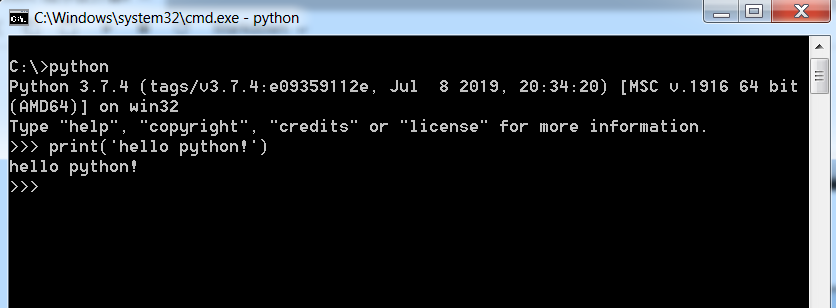 C:\Windows\system32\cmd.exe - python
C:\>python
Python 3.7.4 (tags/v3.7.4:e09359112e, Jul  8 2019, 20:34:20) [MSC v.1916 64 bit
(AMD64)] on win32
Type "help", "copyright", "credits" or "license" for more information.
>>> print('hello python!')
hello python!
>>>